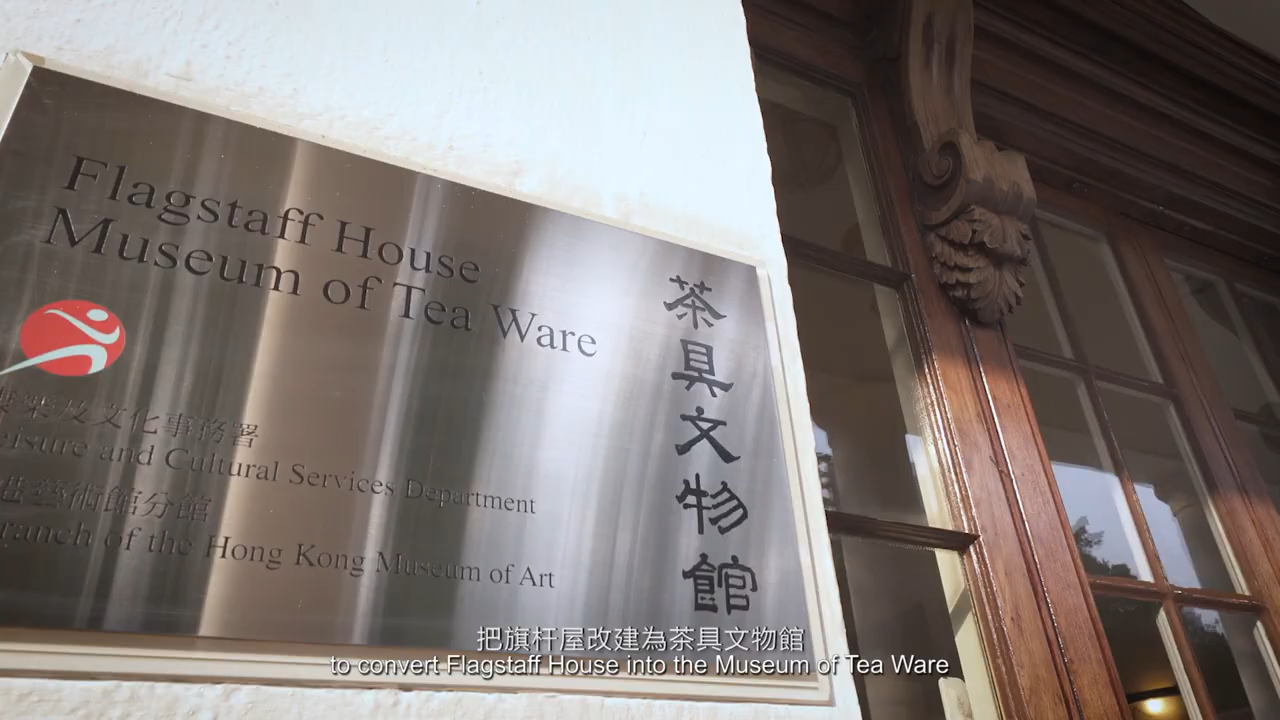 Flagstaff House
Museum of Tea Ware
茶具文物館
樂及文化事務署
eisure and Cultural Services Department
藝術館分館
ranch of the Hong Kong Museum of Art
把旗杆屋改建為茶具文物館
to convert Flagstaff House into the Museum of Tea Ware